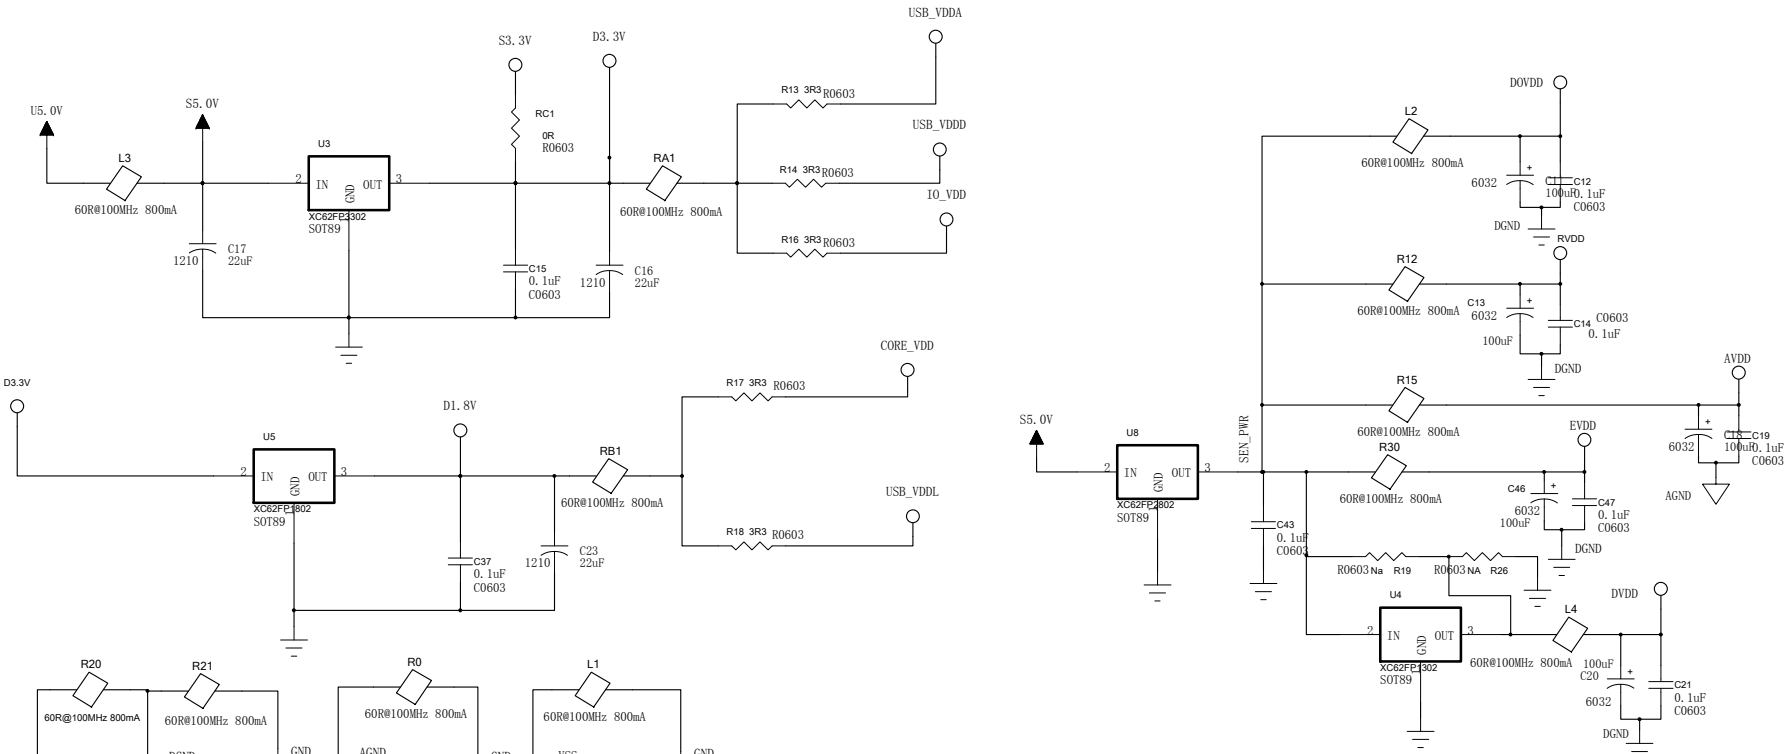 USB_VDDA
S3.3V
D3.3V
R13 3R3 R0603
U5.0V
S5.0V
RC1
0R
R0603
USB_VDDD
U3
L3
2 IN OUT 3
GND
1
RA1
R14 3R3 R0603
60R@100MHz 800mA
XC62FP3302
SOT89
60R@100MHz 800mA
IO_VDD
R16 3R3 R0603
C17
1210 22uF
C15
0.1uF
C0603
C16
1210 22uF
D3.3V
D1.8V
CORE_VDD
R17 3R3 R0603
U5
2 IN OUT 3
GND
1
RB1
60R@100MHz 800mA
XC62FP1802
SOT89
USB_VDDL
R18 3R3 R0603
C37
0.1uF
C0603
C23
1210 22uF
R20
60R@100MHz 800mA
R21
60R@100MHz 800mA
R0
60R@100MHz 800mA
L1
60R@100MHz 800mA
DGND
GND
AGND
GND
VSS
GND
DOVDD
L2
60R@100MHz 800mA
+
6032
C11
100uF
C12
0.1uF
C0603
DGND
RVDD
R12
60R@100MHz 800mA
C13 +
6032
100uF
C14
C0603
0.1uF
DGND
AVDD
R15
60R@100MHz 800mA
+
6032
C18
100uF
C19
0.1uF
C0603
AGND
S5.0V
U8
2 IN OUT 3
GND
1
XC62FP2802
SOT89
SEN_PWR
EVDD
R30
60R@100MHz 800mA
C46 +
6032
100uF
C47
0.1uF
C0603
DGND
C43
0.1uF
C0603
R0603 Na R19
R0603 NA R26
U4
2 IN OUT 3
GND
1
XC62FP1302
SOT89
L4
60R@100MHz 800mA
DVDD
100uF
C20 +
6032
C21
0.1uF
C0603
DGND